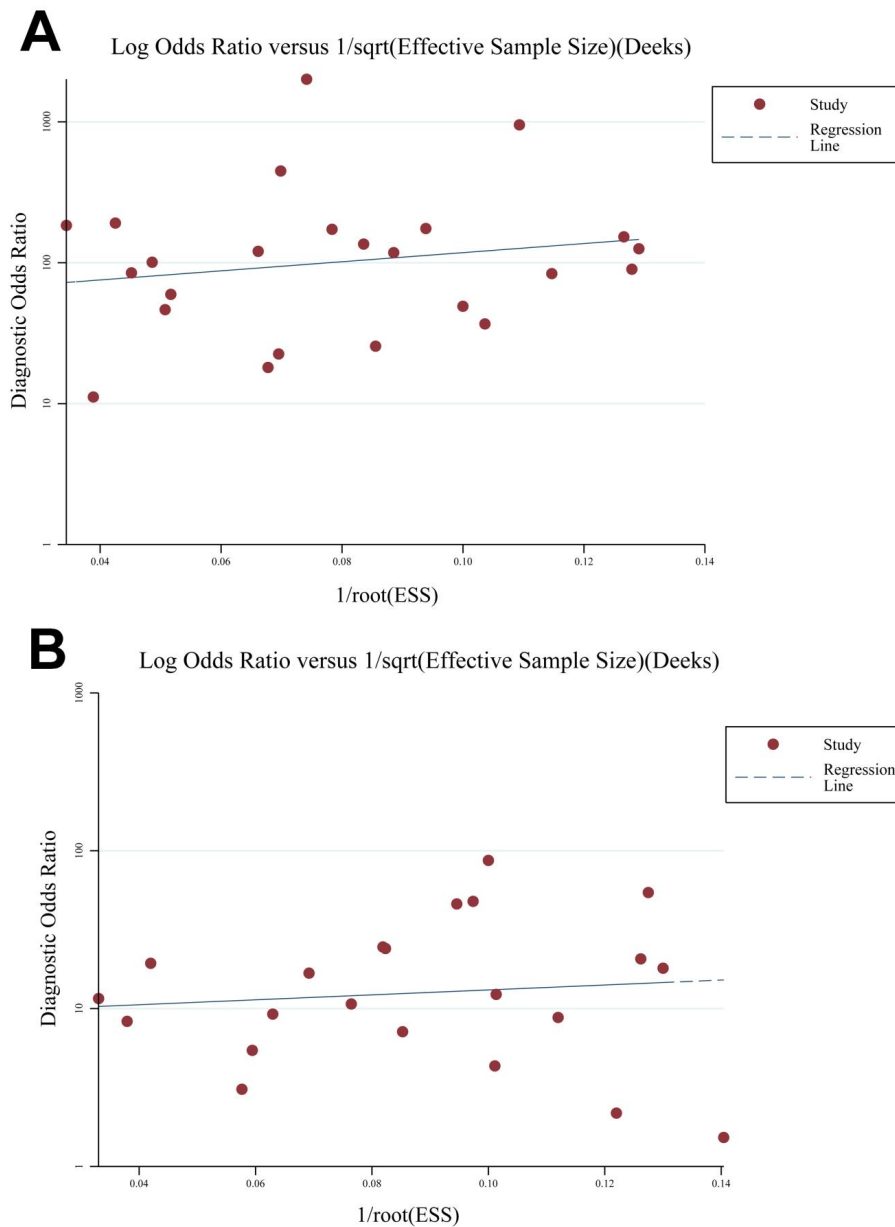 A
Log Odds Ratio versus 1/sqrt(Effective Sample Size)(Deeks)
Study
Regression
Line
Diagnostic Odds Ratio
1000
100
10
1
0.04
0.06
0.08
0.10
0.12
0.14
1/root(ESS)
B
Log Odds Ratio versus 1/sqrt(Effective Sample Size)(Deeks)
Study
Regression
Line
Diagnostic Odds Ratio
1000
100
10
1
0.04
0.06
0.08
0.10
0.12
0.14
1/root(ESS)